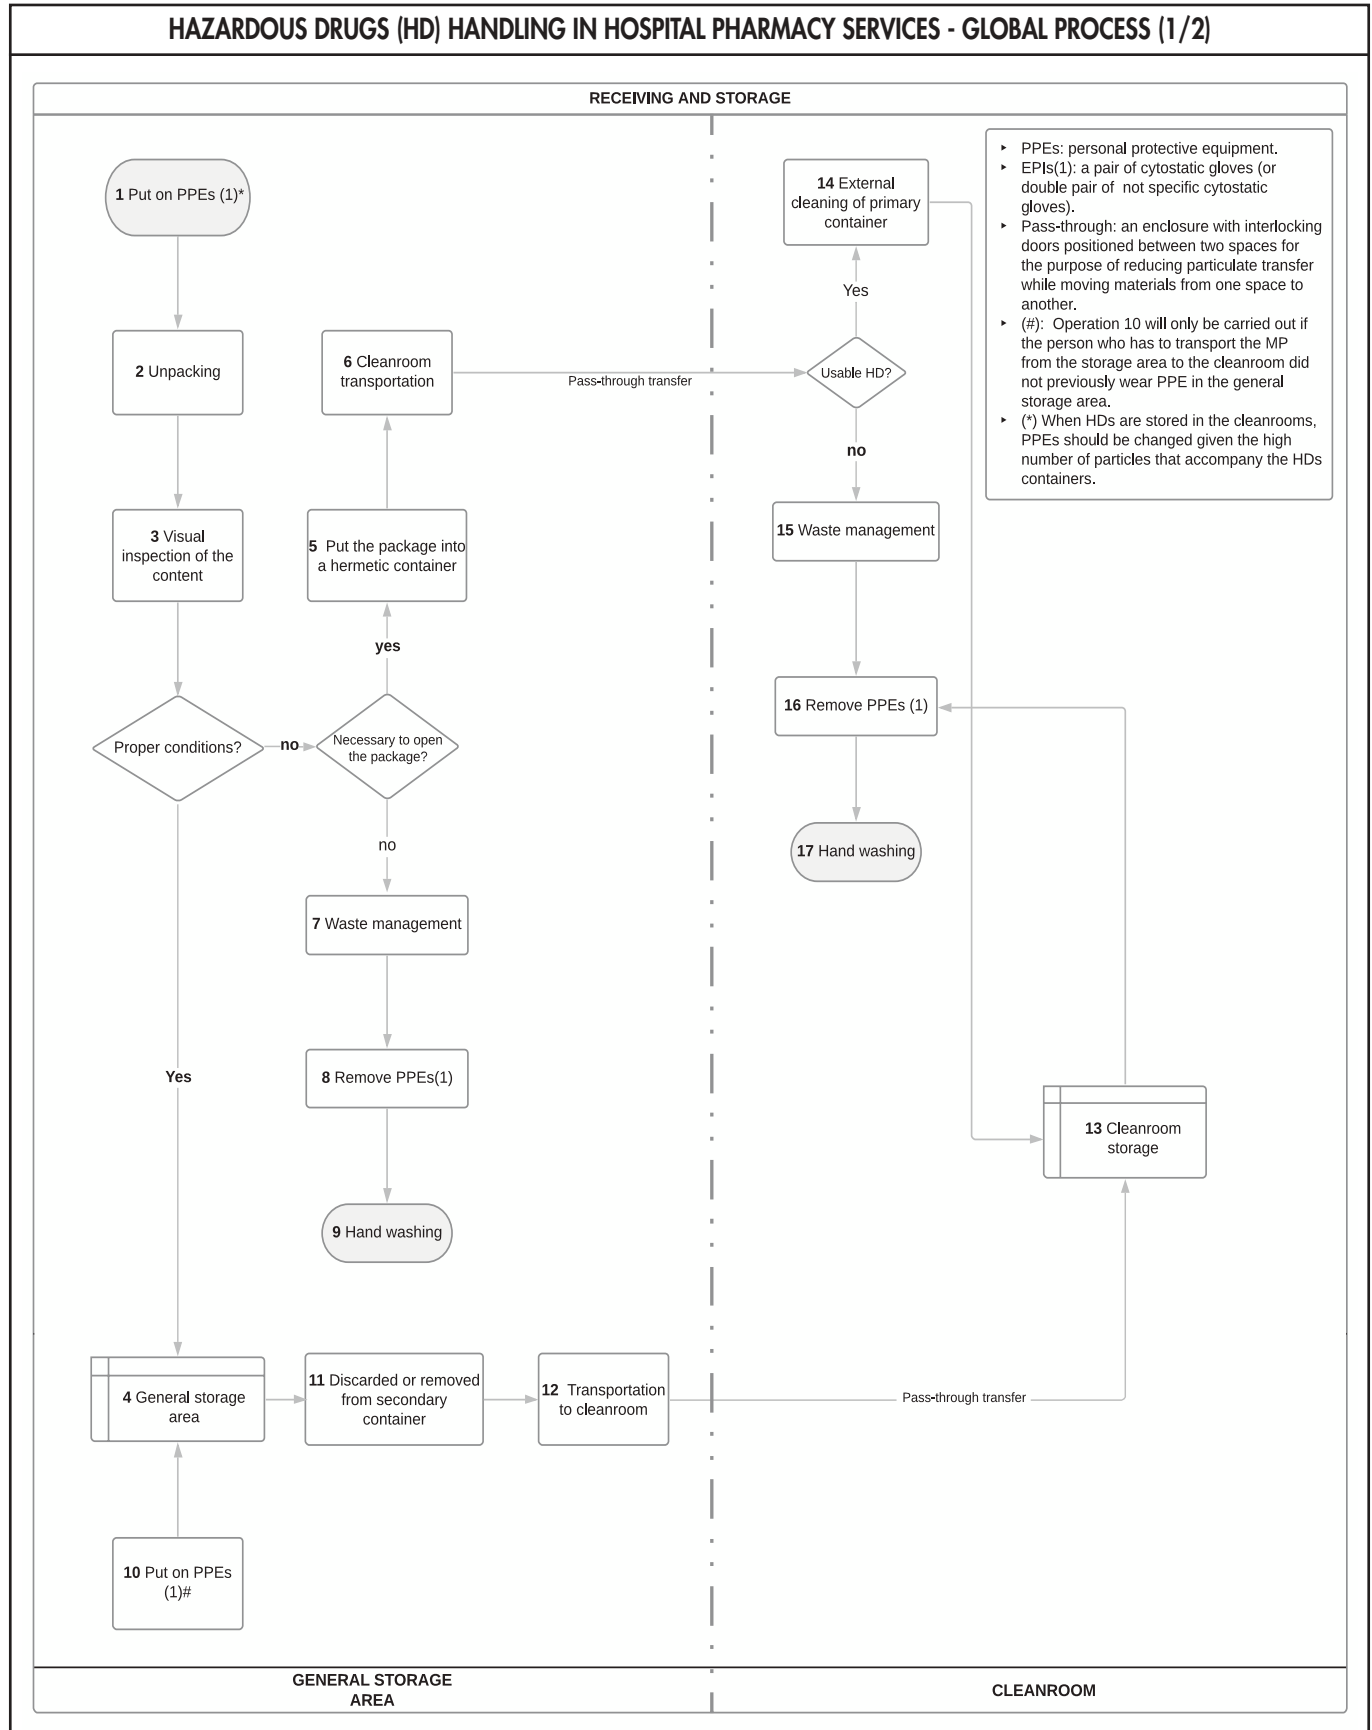 HAZARDOUS DRUGS (HD) HANDLING IN HOSPITAL PHARMACY SERVICES - GLOBAL PROCESS (1/2)
RECEIVING AND STORAGE
1 Put on PPEs (1)*
2 Unpacking
3 Visual
inspection of the
content
Proper conditions?
no
Yes
Necessary to open
the package?
yes
5 Put the package into
a hermetic container
6 Cleanroom
transportation
Pass-through transfer
no
7 Waste management
8 Remove PPEs(1)
9 Hand washing
4 General storage
area
10 Put on PPEs
(1)#
11 Discarded or removed
from secondary
container
12 Transportation
to cleanroom
Pass-through transfer
13 Cleanroom
storage
14 External
cleaning of primary
container
Yes
Usable HD?
no
15 Waste management
16 Remove PPEs (1)
17 Hand washing
‣ PPEs: personal protective equipment.
‣ EPIs(1): a pair of cytostatic gloves (or
double pair of not specific cytostatic
gloves).
‣ Pass-through: an enclosure with interlocking
doors positioned between two spaces for
the purpose of reducing particulate transfer
while moving materials from one space to
another.
‣ (#): Operation 10 will only be carried out if
the person who has to transport the MP
from the storage area to the cleanroom did
not previously wear PPE in the general
storage area.
‣ (*) When HDs are stored in the cleanrooms,
PPEs should be changed given the high
number of particles that accompany the HDs
containers.
GENERAL STORAGE
AREA
CLEANROOM